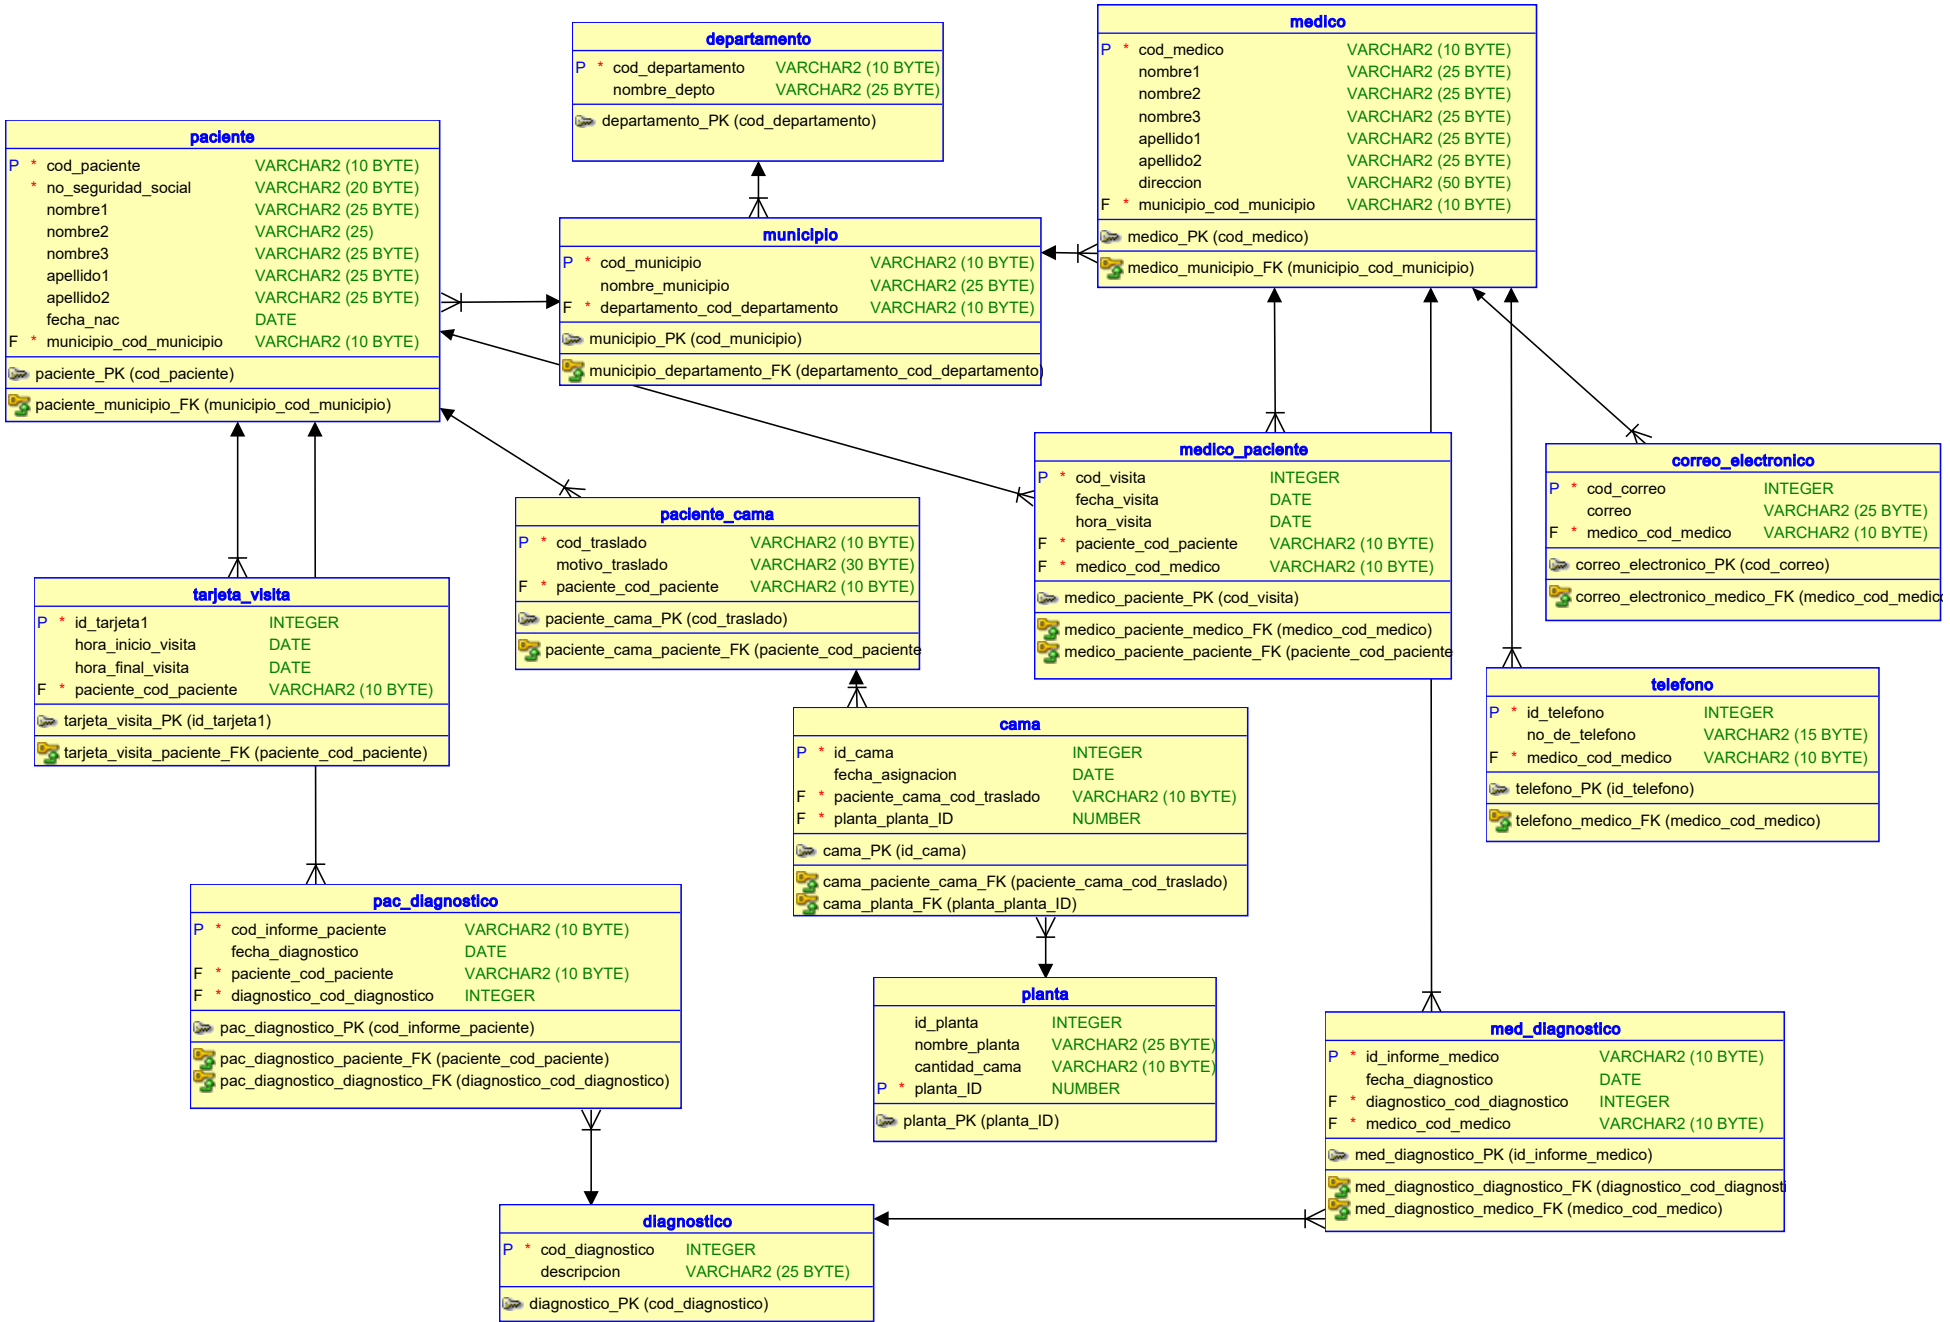 departamento
P * cod_departamento VARCHAR2 (10 BYTE)
nombre_depto VARCHAR2 (25 BYTE)
departamento_PK (cod_departamento)
medico
P * cod_medico VARCHAR2 (10 BYTE)
nombre1 VARCHAR2 (25 BYTE)
nombre2 VARCHAR2 (25 BYTE)
nombre3 VARCHAR2 (25 BYTE)
apellido1 VARCHAR2 (25 BYTE)
apellido2 VARCHAR2 (25 BYTE)
direccion VARCHAR2 (50 BYTE)
F * municipio_cod_municipio VARCHAR2 (10 BYTE)
medico_PK (cod_medico)
medico_municipio_FK (municipio_cod_municipio)
paciente
P * cod_paciente VARCHAR2 (10 BYTE)
* no_seguridad_social VARCHAR2 (20 BYTE)
nombre1 VARCHAR2 (25 BYTE)
nombre2 VARCHAR2 (25)
nombre3 VARCHAR2 (25 BYTE)
apellido1 VARCHAR2 (25 BYTE)
apellido2 VARCHAR2 (25 BYTE)
fecha_nac DATE
F * municipio_cod_municipio VARCHAR2 (10 BYTE)
paciente_PK (cod_paciente)
paciente_municipio_FK (municipio_cod_municipio)
municipio
P * cod_municipio VARCHAR2 (10 BYTE)
nombre_municipio VARCHAR2 (25 BYTE)
F * departamento_cod_departamento VARCHAR2 (10 BYTE)
municipio_PK (cod_municipio)
municipio_departamento_FK (departamento_cod_departamento)
medico_paciente
P * cod_visita INTEGER
fecha_visita DATE
hora_visita DATE
F * paciente_cod_paciente VARCHAR2 (10 BYTE)
F * medico_cod_medico VARCHAR2 (10 BYTE)
medico_paciente_PK (cod_visita)
medico_paciente_medico_FK (medico_cod_medico)
medico_paciente_paciente_FK (paciente_cod_paciente
correo_electronico
P * cod_correo INTEGER
correo VARCHAR2 (25 BYTE)
F * medico_cod_medico VARCHAR2 (10 BYTE)
correo_electronico_PK (cod_correo)
correo_electronico_medico_FK (medico_cod_medic
paciente_cama
P * cod_traslado VARCHAR2 (10 BYTE)
motivo_traslado VARCHAR2 (30 BYTE)
F * paciente_cod_paciente VARCHAR2 (10 BYTE)
paciente_cama_PK (cod_traslado)
paciente_cama_paciente_FK (paciente_cod_paciente
tarjeta_visita
P * id_tarjeta1 INTEGER
hora_inicio_visita DATE
hora_final_visita DATE
F * paciente_cod_paciente VARCHAR2 (10 BYTE)
tarjeta_visita_PK (id_tarjeta1)
tarjeta_visita_paciente_FK (paciente_cod_paciente)
telefono
P * id_telefono INTEGER
no_de_telefono VARCHAR2 (15 BYTE)
F * medico_cod_medico VARCHAR2 (10 BYTE)
telefono_PK (id_telefono)
telefono_medico_FK (medico_cod_medico)
cama
P * id_cama INTEGER
fecha_asignacion DATE
F * paciente_cama_cod_traslado VARCHAR2 (10 BYTE)
F * planta_planta_ID NUMBER
cama_PK (id_cama)
cama_paciente_cama_FK (paciente_cama_cod_traslado)
cama_planta_FK (planta_planta_ID)
pac_diagnostico
P * cod_informe_paciente VARCHAR2 (10 BYTE)
fecha_diagnostico DATE
F * paciente_cod_paciente VARCHAR2 (10 BYTE)
F * diagnostico_cod_diagnostico INTEGER
pac_diagnostico_PK (cod_informe_paciente)
pac_diagnostico_paciente_FK (paciente_cod_paciente)
pac_diagnostico_diagnostico_FK (diagnostico_cod_diagnostico)
planta
id_planta INTEGER
nombre_planta VARCHAR2 (25 BYTE)
cantidad_cama VARCHAR2 (10 BYTE)
P * planta_ID NUMBER
planta_PK (planta_ID)
med_diagnostico
P * id_informe_medico VARCHAR2 (10 BYTE)
fecha_diagnostico DATE
F * diagnostico_cod_diagnostico INTEGER
F * medico_cod_medico VARCHAR2 (10 BYTE)
med_diagnostico_PK (id_informe_medico)
med_diagnostico_diagnostico_FK (diagnostico_cod_diagnosti
med_diagnostico_medico_FK (medico_cod_medico)
diagnostico
P * cod_diagnostico INTEGER
descripcion VARCHAR2 (25 BYTE)
diagnostico_PK (cod_diagnostico)